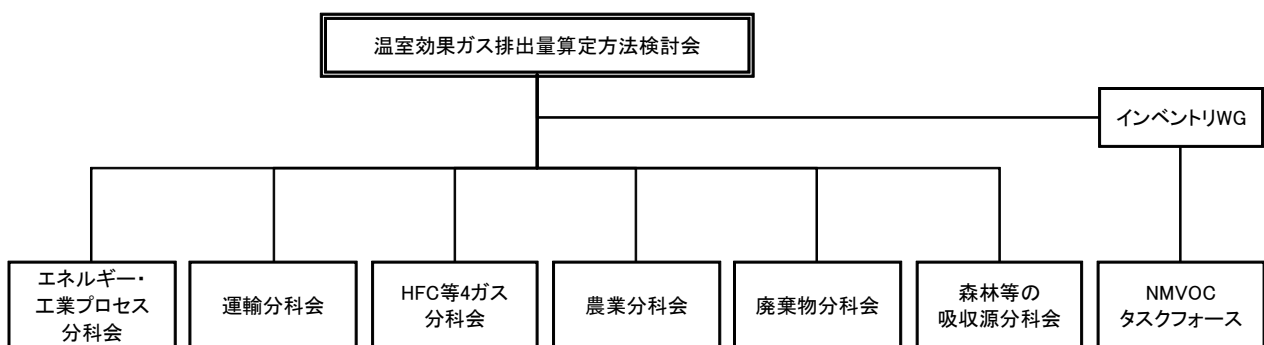 温室効果ガス排出量算定方法検討会
インベントリWG
エネルギー・
工業プロセス
分科会
運輸分科会
HFC等4ガス
分科会
農業分科会
廃棄物分科会
森林等の
吸収源分科会
NMVOC
タスクフォース